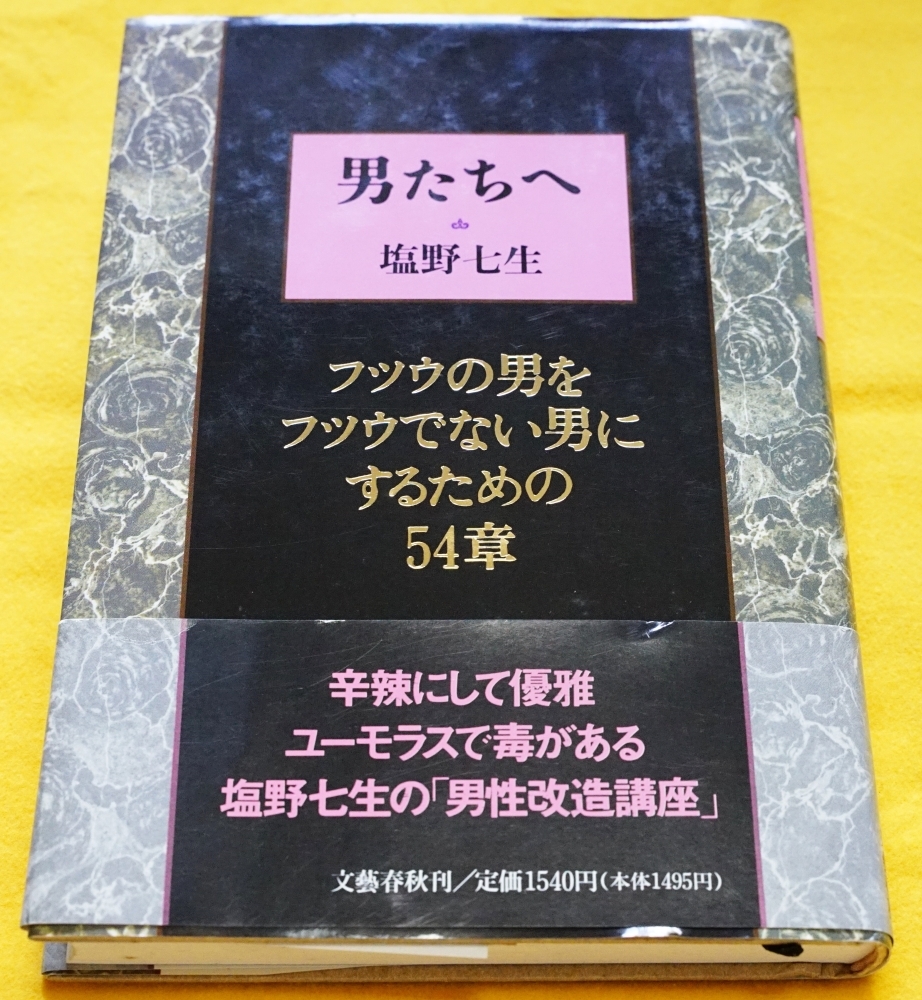 男たちへ
塩野七生
フツウの男を
フツウでない男に
するための
54章
辛辣にして優雅
ユーモラスで毒がある
塩野七生の「男性改造講座」
文藝春秋刊／定価1540円(本体1495円)